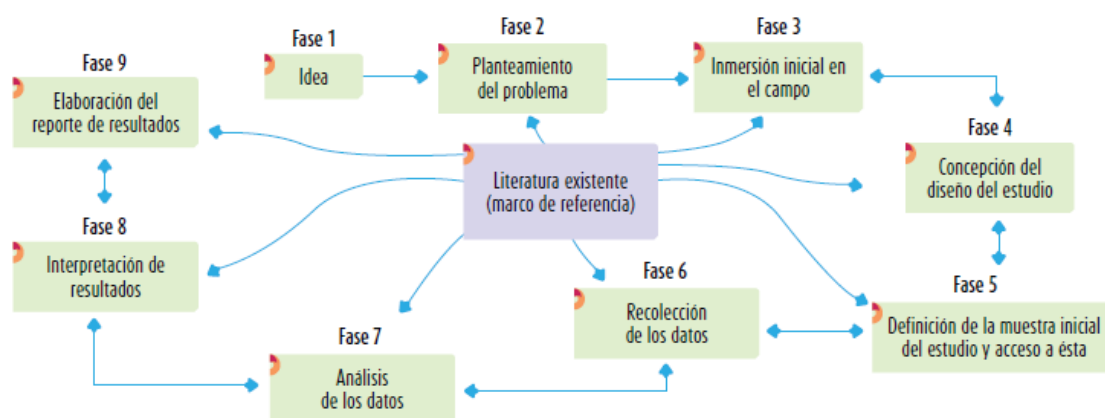 Fase 1
Idea
Fase 2
Planteamiento
del problema
Fase 3
Inmersión inicial en
el campo
Fase 4
Concepción del
diseño del estudio
Fase 5
Definición de la muestra inicial
del estudio y acceso a ésta
Fase 6
Recolección
de los datos
Fase 7
Análisis
de los datos
Fase 8
Interpretación de
resultados
Fase 9
Elaboración del
reporte de resultados
Literatura existente
(marco de referencia)